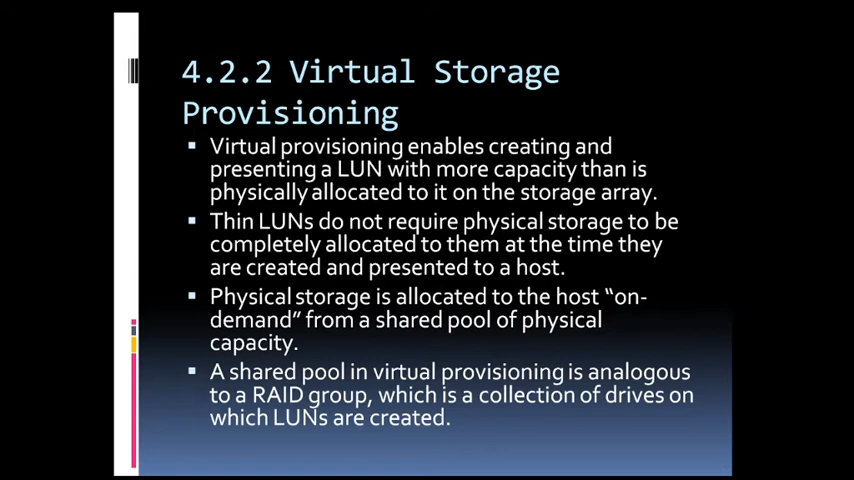 4.2.2 Virtual Storage
Provisioning
▪ Virtual provisioning enables creating and
presenting a LUN with more capacity than is
physically allocated to it on the storage array.
▪ Thin LUNs do not require physical storage to be
completely allocated to them at the time they
are created and presented to a host.
▪ Physical storage is allocated to the host “on-
demand” from a shared pool of physical
capacity.
▪ A shared pool in virtual provisioning is analogous
to a RAID group, which is a collection of drives on
which LUNs are created.